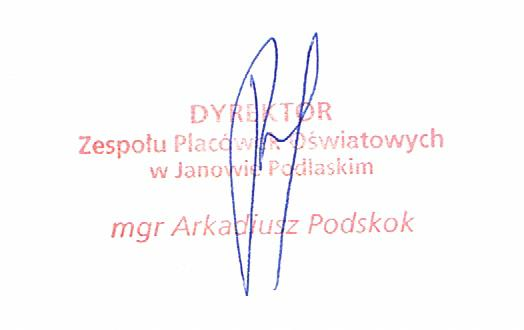 DYREKTOR
Zespołu Placówek Oświatowych
w Janowie Podlaskim
mgr Arkadiusz Podskok